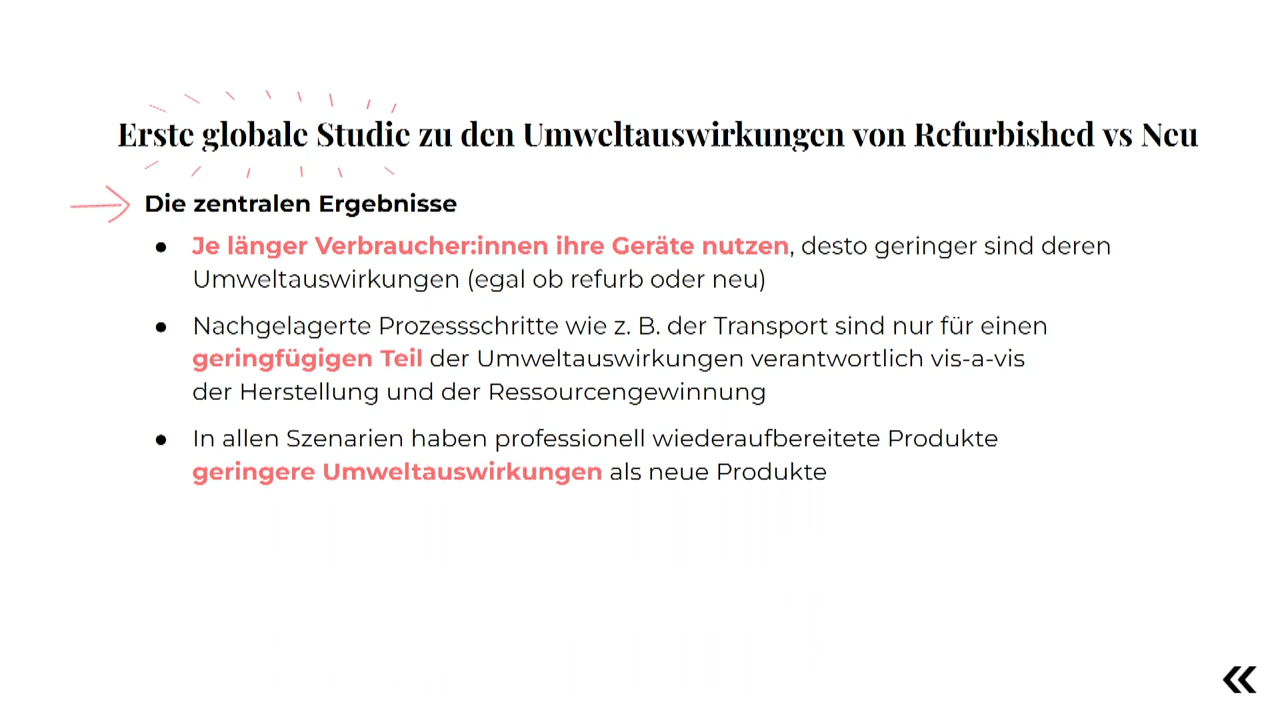 Erste globale Studie zu den Umweltauswirkungen von Refurbished vs Neu
Die zentralen Ergebnisse
● Je länger Verbraucher:innen ihre Geräte nutzen, desto geringer sind deren
Umweltauswirkungen (egal ob refurb oder neu)
● Nachgelagerte Prozessschritte wie z. B. der Transport sind nur für einen
geringfügigen Teil der Umweltauswirkungen verantwortlich vis-a-vis
der Herstellung und der Ressourcengewinnung
● In allen Szenarien haben professionell wiederaufbereitete Produkte
geringere Umweltauswirkungen als neue Produkte